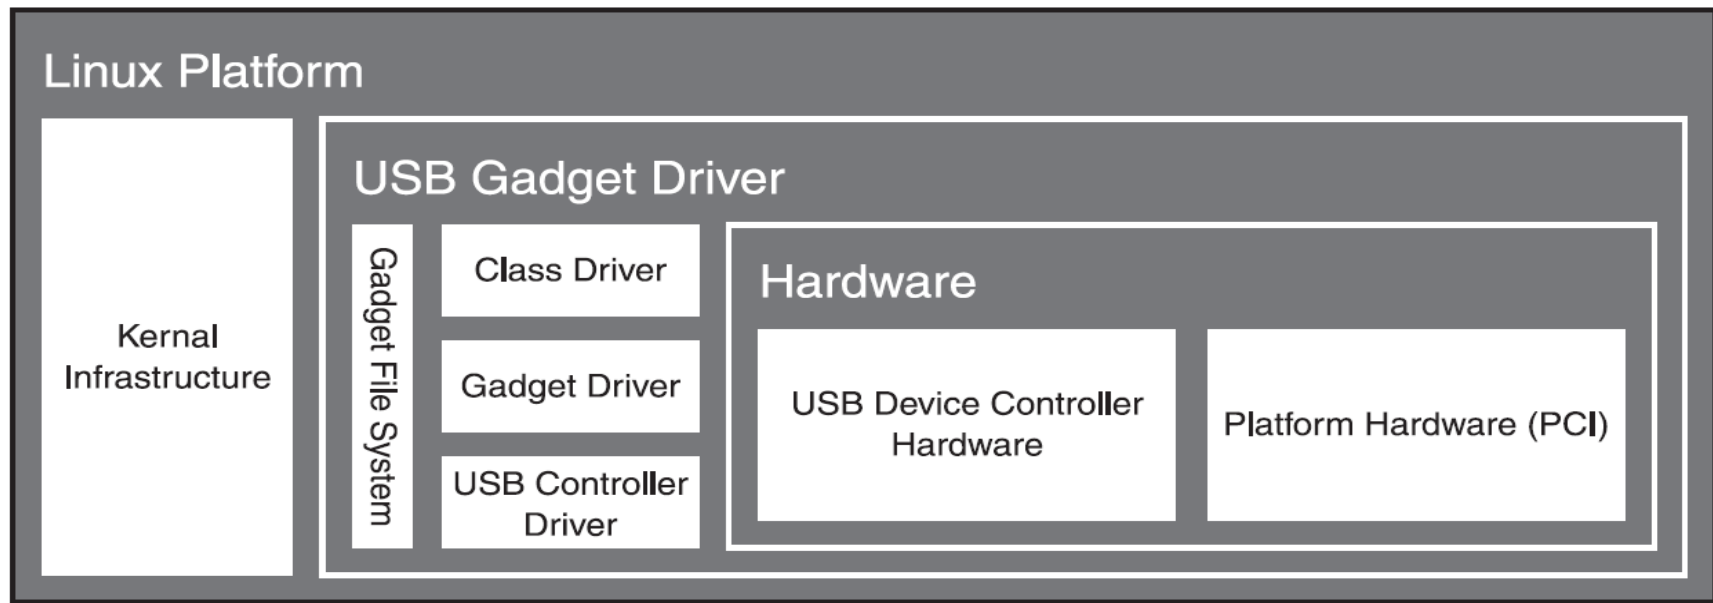 Linux Platform
Kernal
Infrastructure
USB Gadget Driver
Gadget File System
Class Driver
Gadget Driver
USB Controller
Driver
Hardware
USB Device Controller
Hardware
Platform Hardware (PCI)